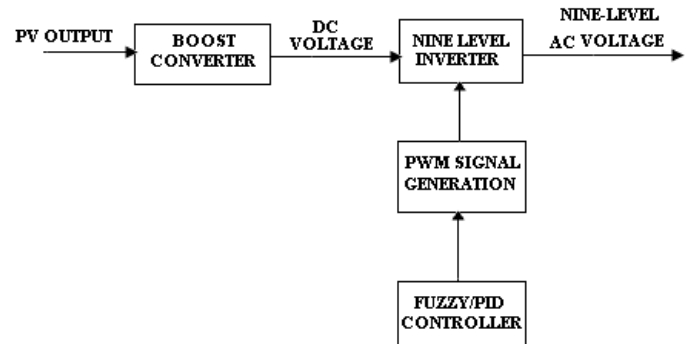 PV OUTPUT
BOOST
CONVERTER
DC
VOLTAGE
NINE LEVEL
INVERTER
NINE-LEVEL
AC VOLTAGE
PWM SIGNAL
GENERATION
FUZZY/PID
CONTROLLER